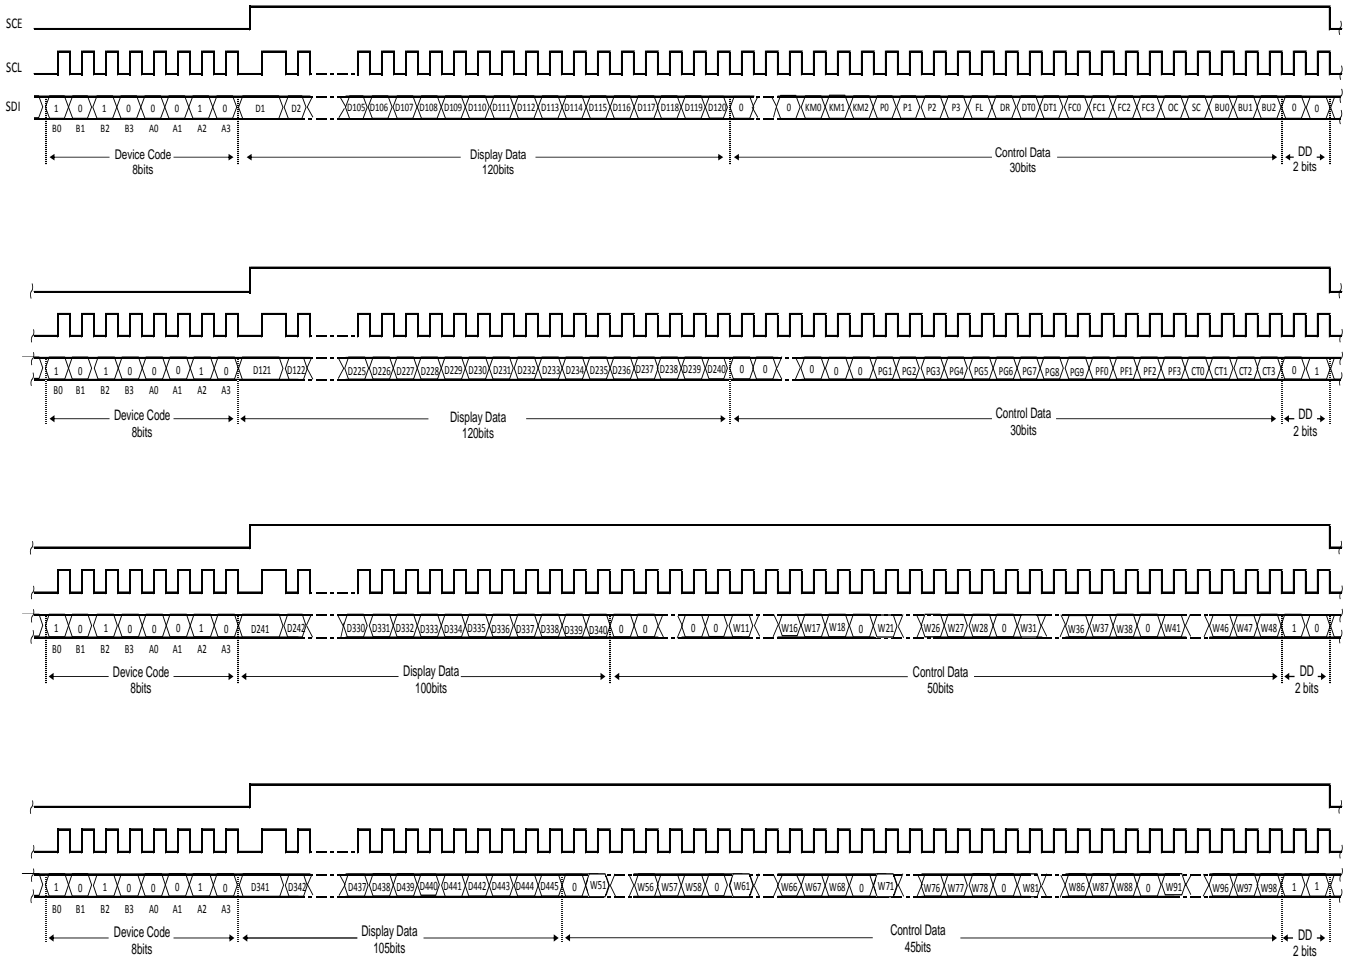 SCE
SCL
SDI 1 0 1 0 0 0 1 0 D1 D2 D105 D106 D107 D108 D109 D110 D111 D112 D113 D114 D115 D116 D117 D118 D119 D120 0 0 KM0 KM1 KM2 P0 P1 P2 P3 FL DR DT0 DT1 FC0 FC1 FC2 FC3 OC SC BU0 BU1 BU2 0 0
B0 B1 B2 B3 A0 A1 A2 A3
Device Code Display Data Control Data DD
8bits 120bits 30bits 2 bits
1 0 1 0 0 0 1 0 D121 D122 D225 D226 D227 D228 D229 D230 D231 D232 D233 D234 D235 D236 D237 D238 D239 D240 0 0 0 0 0 PG1 PG2 PG3 PG4 PG5 PG6 PG7 PG8 PG9 PF0 PF1 PF2 PF3 CT0 CT1 CT2 CT3 0 1
B0 B1 B2 B3 A0 A1 A2 A3
Device Code Display Data Control Data DD
8bits 120bits 30bits 2 bits
1 0 1 0 0 0 1 0 D241 D242 D330 D331 D332 D333 D334 D335 D336 D337 D338 D339 D340 0 0 0 0 W11 W16 W17 W18 0 W21 W26 W27 W28 0 W31 W36 W37 W38 0 W41 W46 W47 W48 1 0
B0 B1 B2 B3 A0 A1 A2 A3
Device Code Display Data Control Data DD
8bits 100bits 50bits 2 bits
1 0 1 0 0 0 1 0 D341 D342 D437 D438 D439 D440 D441 D442 D443 D444 D445 0 W51 W56 W57 W58 0 W61 W66 W67 W68 0 W71 W76 W77 W78 0 W81 W86 W87 W88 0 W91 W96 W97 W98 1 1
B0 B1 B2 B3 A0 A1 A2 A3
Device Code Display Data Control Data DD
8bits 105bits 45bits 2 bits